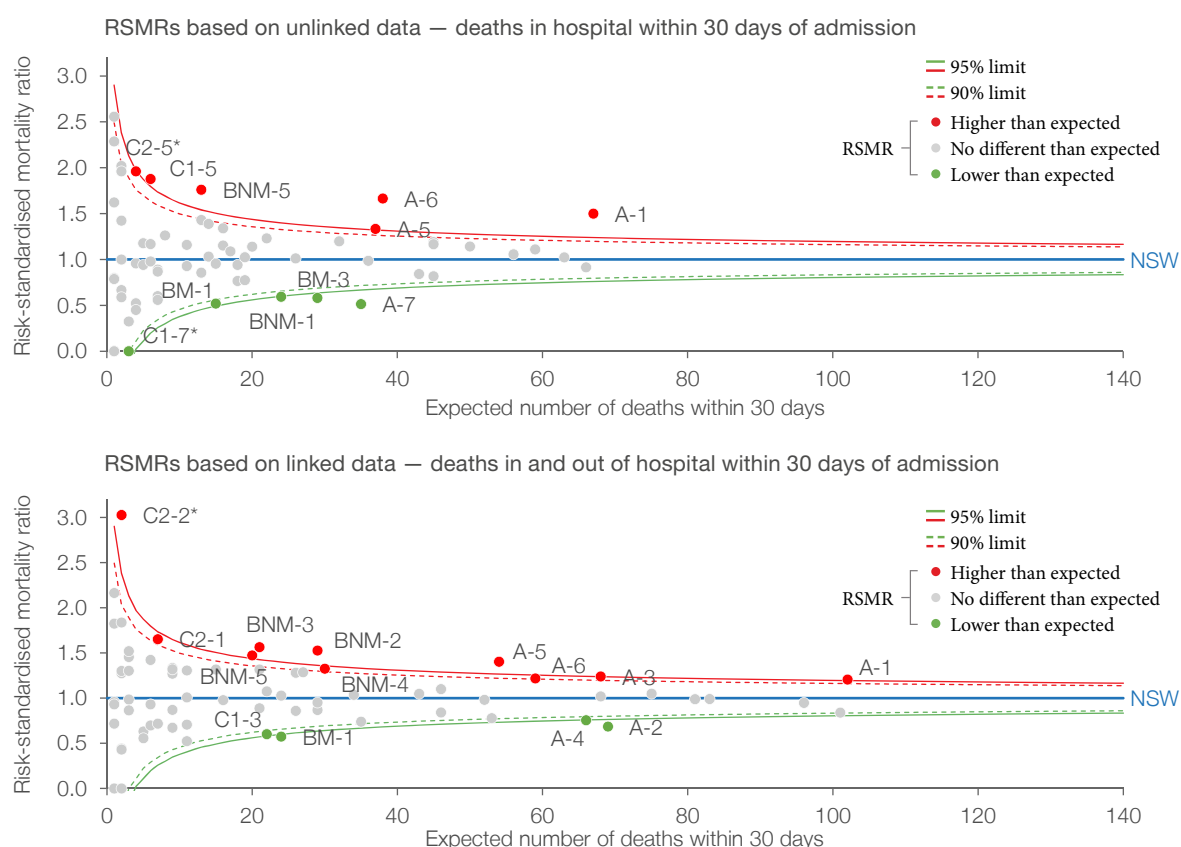 RSMRs based on unlinked data — deaths in hospital within 30 days of admission
Risk-standardised mortality ratio
3.0
2.5
2.0
1.5
1.0
0.5
0.0
95% limit
90% limit
RSMR
Higher than expected
No different than expected
Lower than expected
C2-5*
C1-5
BNM-5
A-6
A-5
A-1
NSW
BM-1
BM-3
BNM-1
A-7
C1-7*
0
20
40
60
80
100
120
140
Expected number of deaths within 30 days
RSMRs based on linked data — deaths in and out of hospital within 30 days of admission
Risk-standardised mortality ratio
3.0
2.5
2.0
1.5
1.0
0.5
0.0
95% limit
90% limit
RSMR
Higher than expected
No different than expected
Lower than expected
C2-2*
C2-1
BNM-3
BNM-2
BNM-5
BNM-4
A-5
A-6
A-3
A-1
NSW
C1-3
BM-1
A-4
A-2
0
20
40
60
80
100
120
140
Expected number of deaths within 30 days